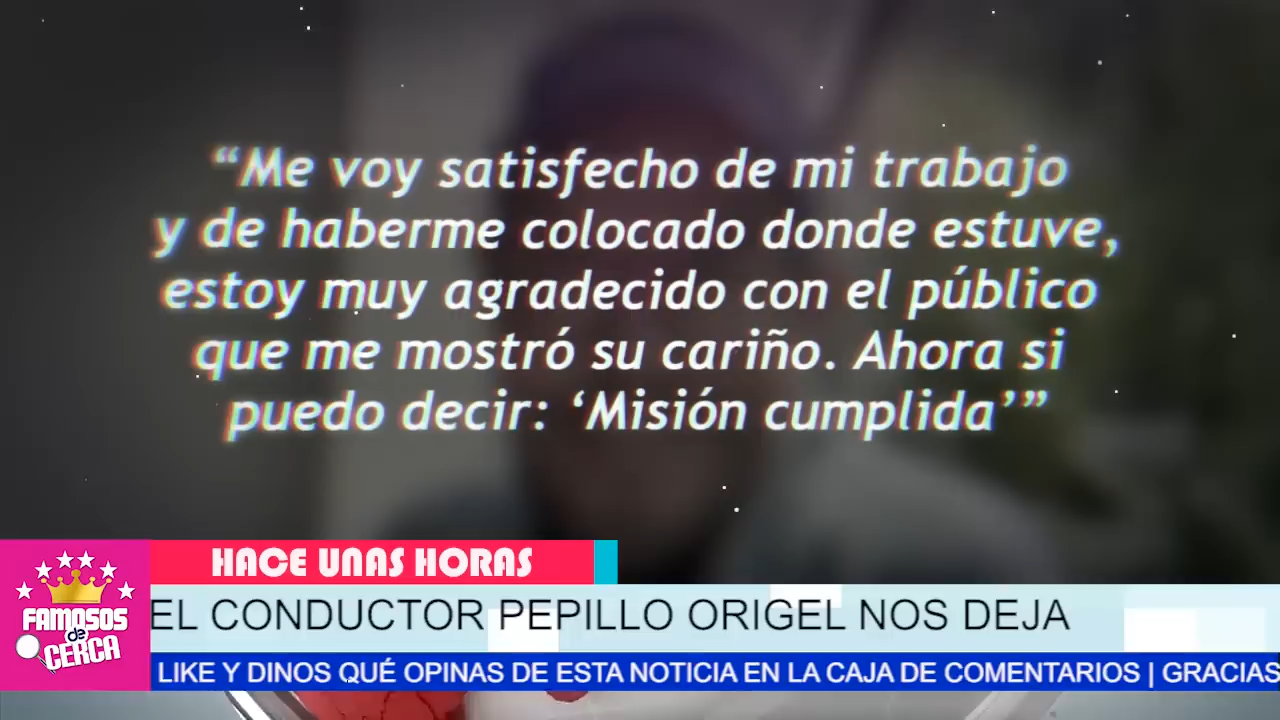 “Me voy satisfecho de mi trabajo
y de haberme colocado donde estuve,
estoy muy agradecido con el público
que me mostró su cariño. Ahora si
puedo decir: ‘Misión cumplida’”
HACE UNAS HORAS
EL CONDUCTOR PEPILLO ORIGEL NOS DEJA
FAMOSOS
de
CERCA
LIKE Y DINOS QUÉ OPINAS DE ESTA NOTICIA EN LA CAJA DE COMENTARIOS | GRACIAS